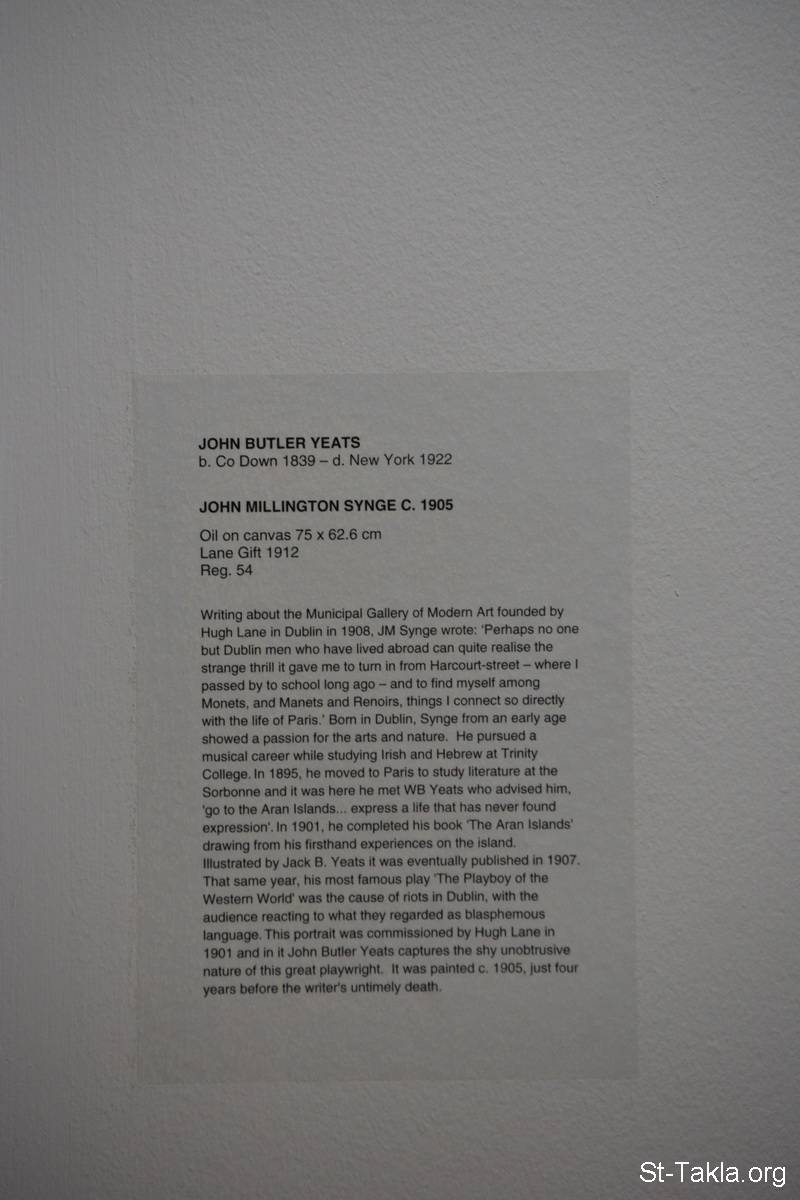 JOHN BUTLER YEATS
b. Co Down 1839 – d. New York 1922
JOHN MILLINGTON SYNGE C. 1905
Oil on canvas 75 x 62.6 cm
Lane Gift 1912
Reg. 54
Writing about the Municipal Gallery of Modern Art founded by
Hugh Lane in Dublin in 1908, JM Synge wrote: ‘Perhaps no one
but Dublin men who have lived abroad can quite realise the
strange thrill it gave me to turn in from Harcourt-street – where I
passed by to school long ago – and to find myself among
Monets, and Manets and Renoirs, things I connect so directly
with the life of Paris.’ Born in Dublin, Synge from an early age
showed a passion for the arts and nature.  He pursued a
musical career while studying Irish and Hebrew at Trinity
College. In 1895, he moved to Paris to study literature at the
Sorbonne and it was here he met WB Yeats who advised him,
'go to the Aran Islands... express a life that has never found
expression'. In 1901, he completed his book 'The Aran Islands'
drawing from his firsthand experiences on the island.
Illustrated by Jack B. Yeats it was eventually published in 1907.
That same year, his most famous play 'The Playboy of the
Western World' was the cause of riots in Dublin, with the
audience reacting to what they regarded as blasphemous
language. This portrait was commissioned by Hugh Lane in
1901 and in it John Butler Yeats captures the shy unobtrusive
nature of this great playwright.  It was painted c. 1905, just four
years before the writer's untimely death.
St-Takla.org